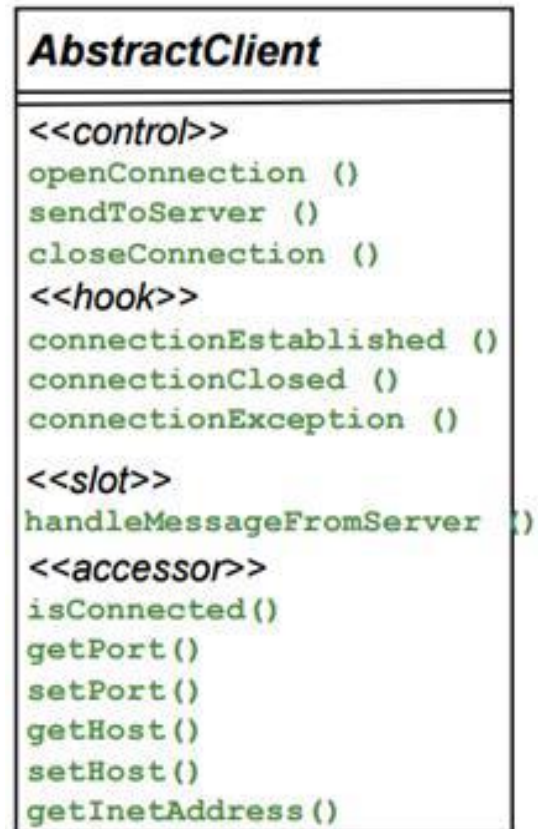 AbstractClient
<<control>>
openConnection ()
sendToServer ()
closeConnection ()
<<hook>>
connectionEstablished ()
connectionClosed ()
connectionException ()
<<slot>>
handleMessageFromServer ()
<<accessor>>
isConnected()
getPort()
setPort()
getHost()
setHost()
getInetAddress()